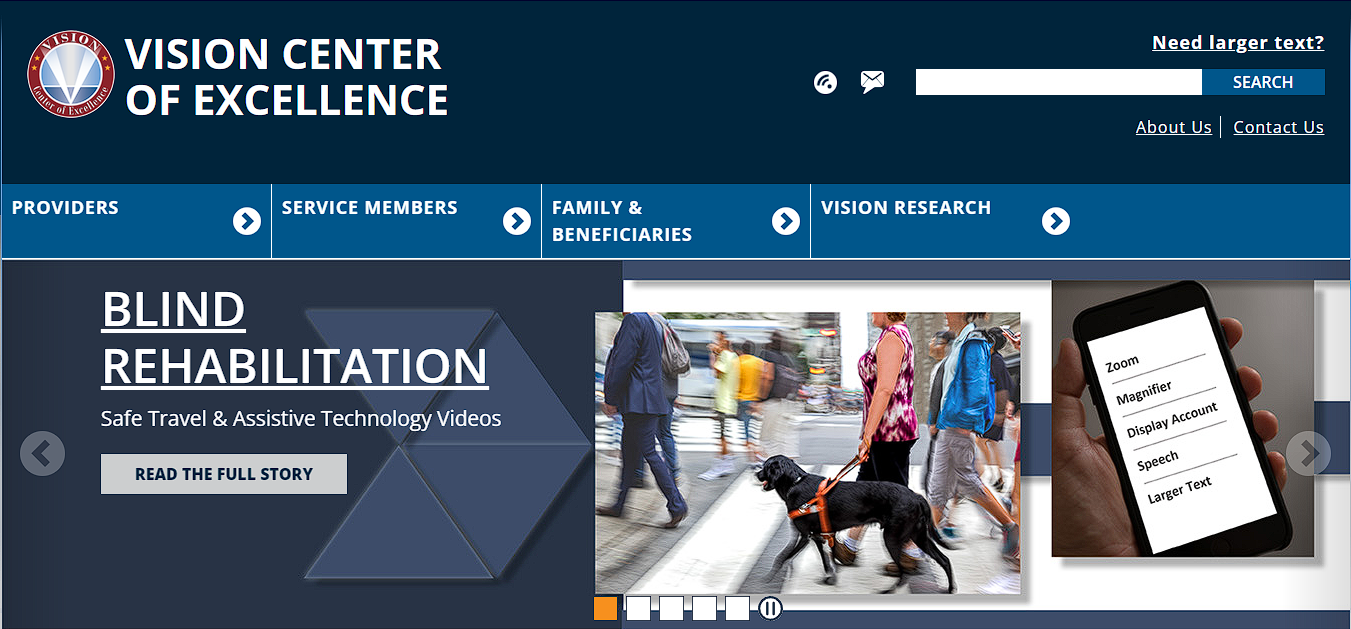 VISION
Center of Excellence
VISION CENTER
OF EXCELLENCE
Need larger text?
SEARCH
About Us
Contact Us
PROVIDERS
SERVICE MEMBERS
FAMILY &
BENEFICIARIES
VISION RESEARCH
BLIND
REHABILITATION
Safe Travel & Assistive Technology Videos
READ THE FULL STORY
Zoom
Magnifier
Display Account
Speech
Larger Text